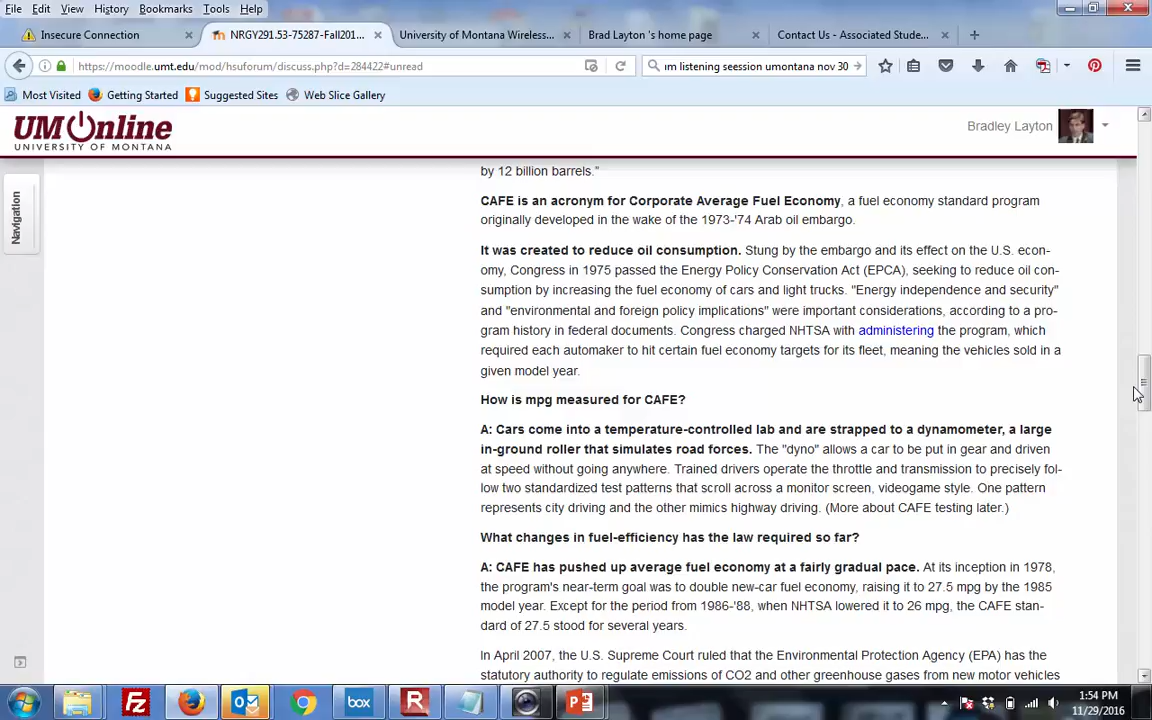 File Edit View History Bookmarks Tools Help
Insecure Connection
NRGY291.53-75287-Fall201...
University of Montana Wireless...
Brad Layton 's home page
Contact Us - Associated Stude...
https://moodle.umt.edu/mod/hsuforum/discuss.php?d=284422#unread
ım listening seession umontana nov 30
Most Visited Getting Started Suggested Sites Web Slice Gallery
UM Online
UNIVERSITY OF MONTANA
Bradley Layton
Navigation
by 12 billion barrels."
CAFE is an acronym for Corporate Average Fuel Economy, a fuel economy standard program
originally developed in the wake of the 1973-'74 Arab oil embargo.
It was created to reduce oil consumption. Stung by the embargo and its effect on the U.S. econ-
omy, Congress in 1975 passed the Energy Policy Conservation Act (EPCA), seeking to reduce oil con-
sumption by increasing the fuel economy of cars and light trucks. "Energy independence and security"
and "environmental and foreign policy implications" were important considerations, according to a pro-
gram history in federal documents. Congress charged NHTSA with administering the program, which
required each automaker to hit certain fuel economy targets for its fleet, meaning the vehicles sold in a
given model year.
How is mpg measured for CAFE?
A: Cars come into a temperature-controlled lab and are strapped to a dynamometer, a large
in-ground roller that simulates road forces. The "dyno" allows a car to be put in gear and driven
at speed without going anywhere. Trained drivers operate the throttle and transmission to precisely fol-
low two standardized test patterns that scroll across a monitor screen, videogame style. One pattern
represents city driving and the other mimics highway driving. (More about CAFE testing later.)
What changes in fuel-efficiency has the law required so far?
A: CAFE has pushed up average fuel economy at a fairly gradual pace. At its inception in 1978,
the program's near-term goal was to double new-car fuel economy, raising it to 27.5 mpg by the 1985
model year. Except for the period from 1986-'88, when NHTSA lowered it to 26 mpg, the CAFE stan-
dard of 27.5 stood for several years.
In April 2007, the U.S. Supreme Court ruled that the Environmental Protection Agency (EPA) has the
statutory authority to regulate emissions of CO2 and other greenhouse gases from new motor vehicles
box
1:54 PM
11/29/2016